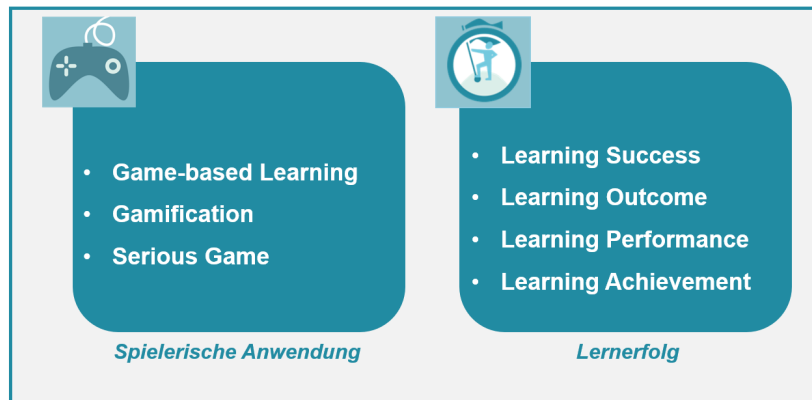 • Game-based Learning
• Gamification
• Serious Game
Spielerische Anwendung
• Learning Success
• Learning Outcome
• Learning Performance
• Learning Achievement
Lernerfolg